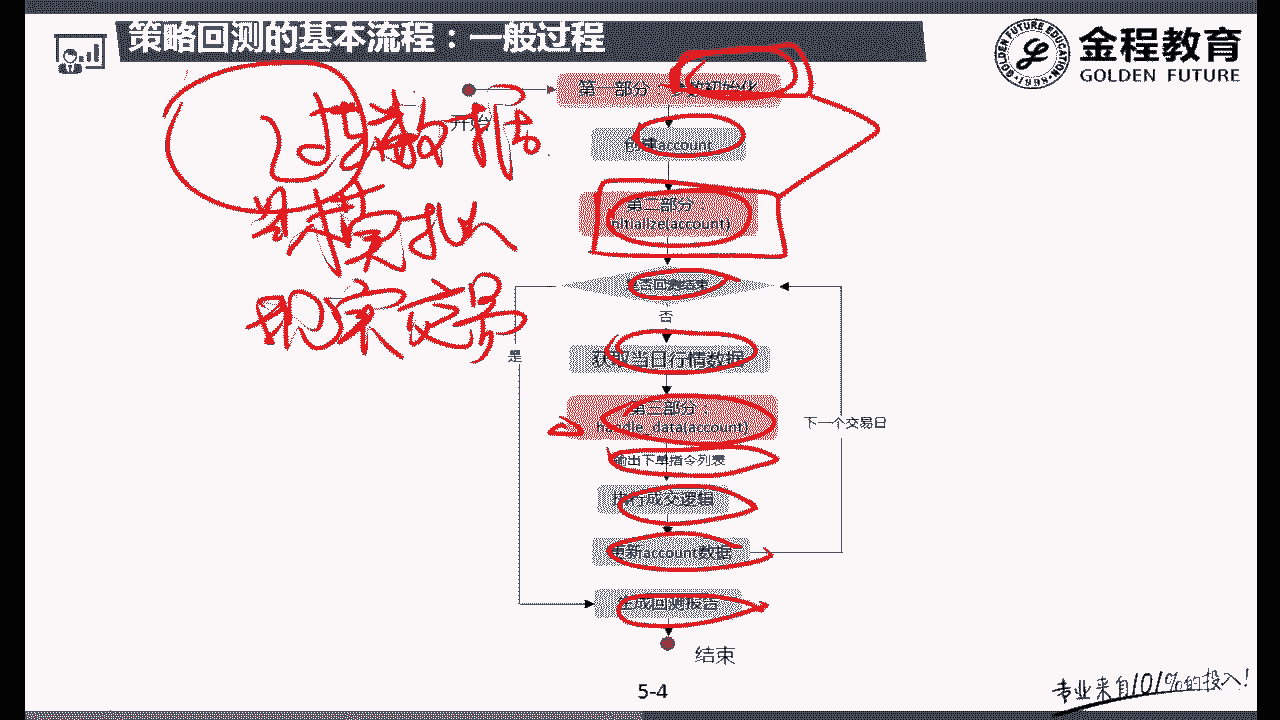 策略回测的基本流程：一般过程
金程教育
GOLDEN FUTURE
开始
第一部分：参数初始化
创建account
第二部分
initialize(account)
是否回测结束
否
是
获取当日行情数据
第三部分：
handle_data(account)
输出下单指令列表
执行成交逻辑
更新account数据
下一个交易日
生成回测报告
结束
过去数据
模拟
现实交易
5-4
专业来自101%的投入!